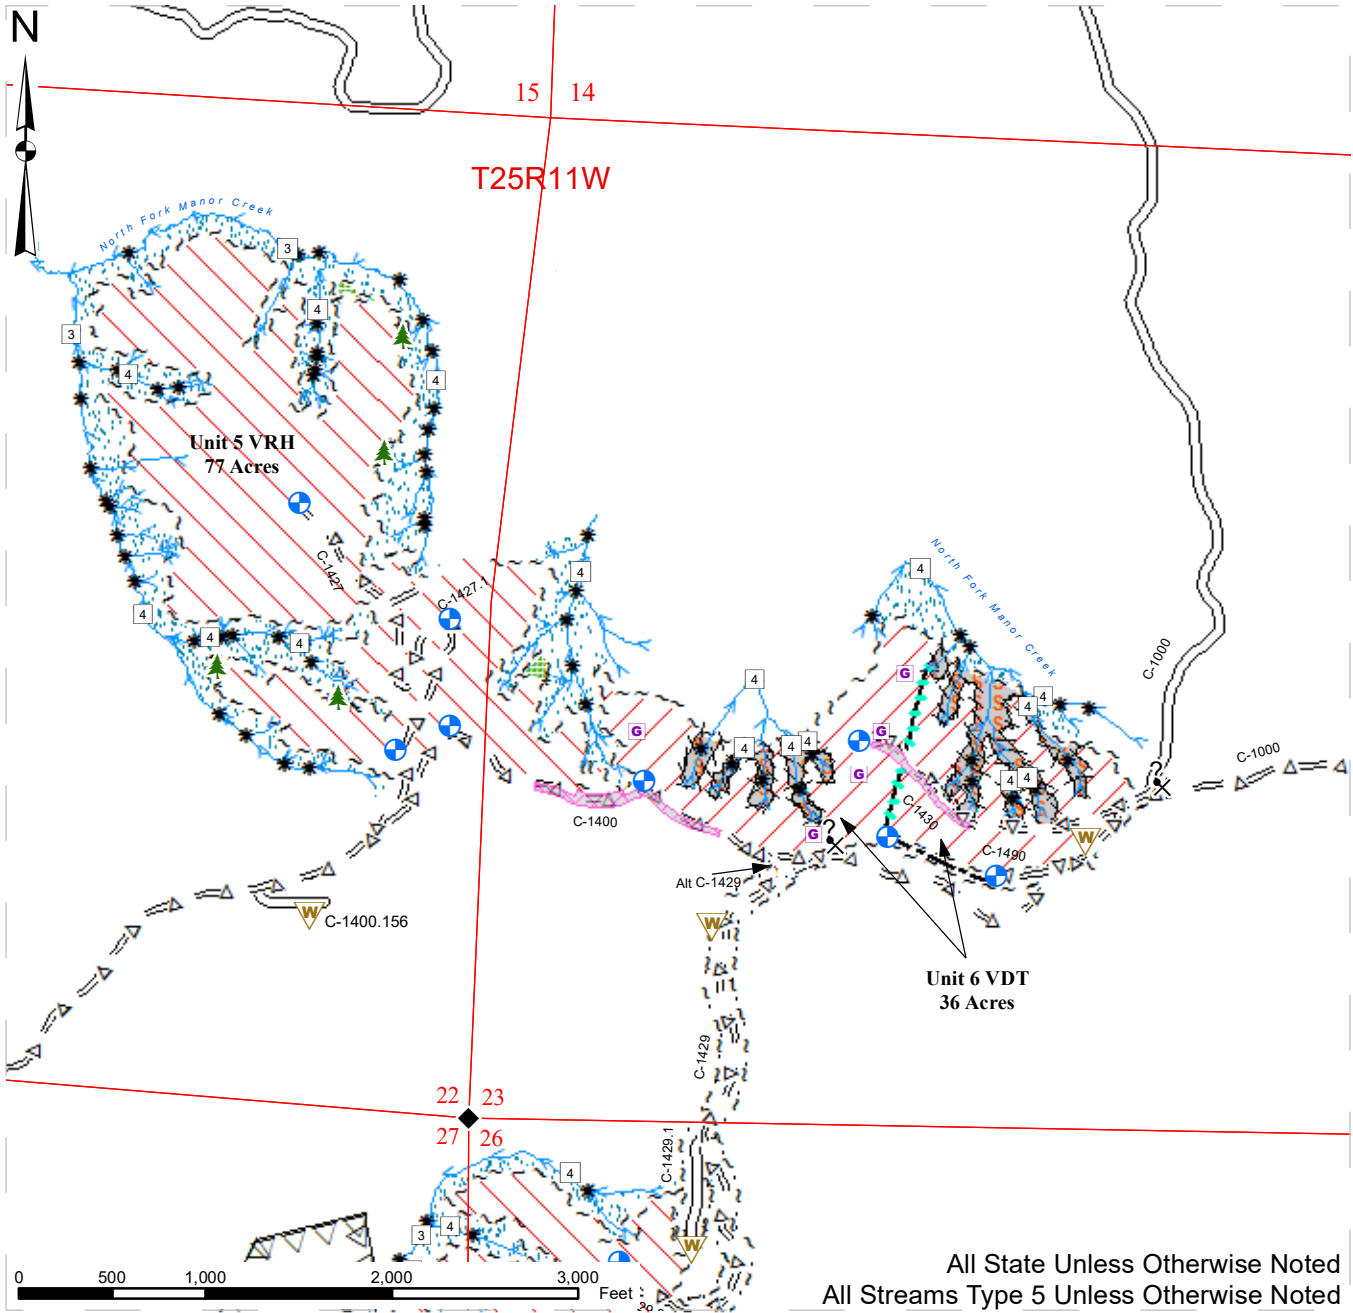 N
15 14
T25R11W
North Fork Manor Creek
3
4
3
4
4
Unit 5 VRH
77 Acres
C-1427
C-1427.1
4
4
4
4
4
North Fork Manor Creek
C-1000
4
4
4
4
4
4
4
4
G
G
G
G
G
?
?
C-1000
C-1400
C-1430
C-1490
Alt C-1429
W
W
W
C-1400.156
Unit 6 VDT
36 Acres
C-1429
22 23
27 26
C-1429.1
4
4
3
W
0 500 1,000 2,000 3,000
Feet
All State Unless Otherwise Noted
All Streams Type 5 Unless Otherwise Noted